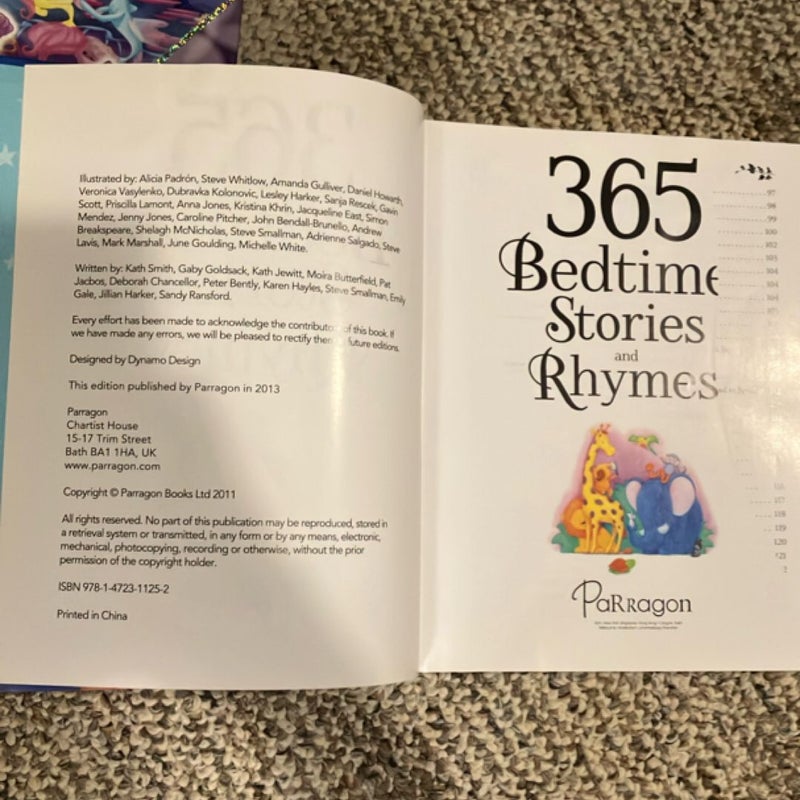 Illustrated by: Alicia Padrón, Steve Whitlow, Amanda Gulliver, Daniel Howarth,
Veronica Vasylenko, Dubravka Kolonovic, Lesley Harker, Sanja Rescek, Gavin
Scott, Priscilla Lamont, Anna Jones, Kristina Khrin, Jacqueline East, Simon
Mendez, Jenny Jones, Caroline Pitcher, John Bendall-Brunello, Andrew
Breakspeare, Shelagh McNicholas, Steve Smallman, Adrienne Salgado, Steve
Lavis, Mark Marshall, June Goulding, Michelle White.
Written by: Kath Smith, Gaby Goldsack, Kath Jewitt, Moira Butterfield, Pat
Jacbos, Deborah Chancellor, Peter Bently, Karen Hayles, Steve Smallman, Emily
Gale, Jillian Harker, Sandy Ransford.
Every effort has been made to acknowledge the contributo of this book. If
we have made any errors, we will be pleased to rectify them future editions.
Designed by Dynamo Design
This edition published by Parragon in 2013
Parragon
Chartist House
15-17 Trim Street
Bath BA1 1HA, UK
www.parragon.com
Copyright © Parragon Books Ltd 2011
All rights reserved. No part of this publication may be reproduced, stored in
a retrieval system or transmitted, in any form or by any means, electronic,
mechanical, photocopying, recording or otherwise, without the prior
permission of the copyright holder.
ISBN 978-1-4723-1125-2
Printed in China
365
Bedtime
Stories
and
Rhymes
PaRRagon
97
98
99
100
102
103
104
104
116
117
118
119
120
121